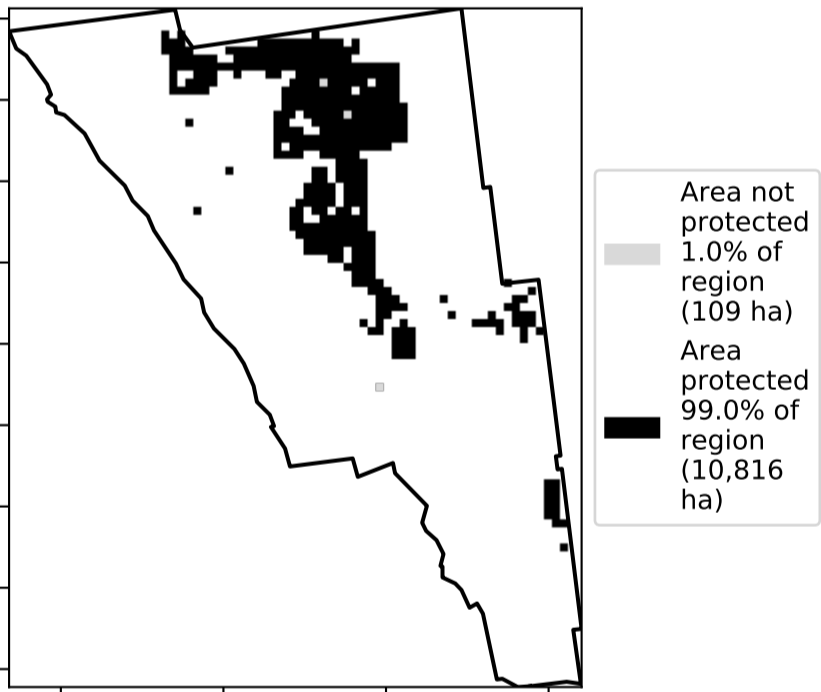 Area not
protected
1.0% of
region
(109 ha)
Area
protected
99.0% of
region
(10,816
ha)